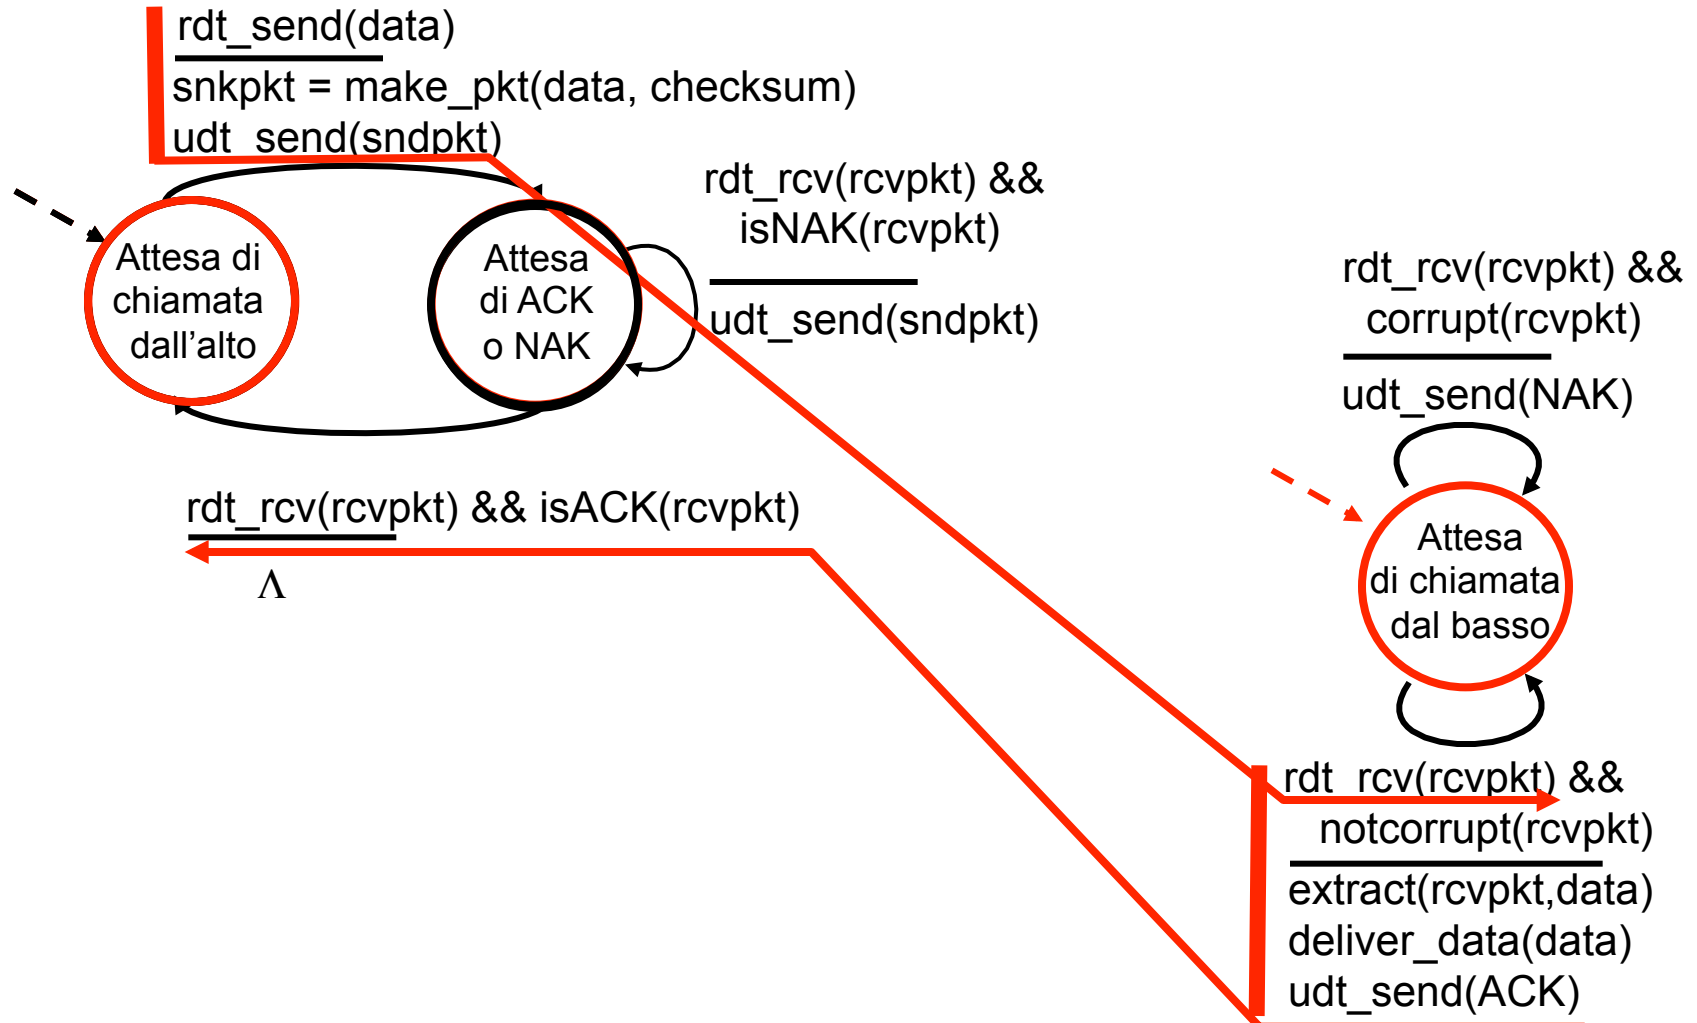 rdt_send(data)
snkpkt = make_pkt(data, checksum)
udt_send(sndpkt)
rdt_rcv(rcvpkt) &&
isNAK(rcvpkt)
udt_send(sndpkt)
Attesa di
chiamata
dall'alto
Attesa
di ACK
o NAK
rdt_rcv(rcvpkt) && isACK(rcvpkt)
Λ
rdt_rcv(rcvpkt) &&
corrupt(rcvpkt)
udt_send(NAK)
Attesa
di chiamata
dal basso
rdt_rcv(rcvpkt) &&
notcorrupt(rcvpkt)
extract(rcvpkt,data)
deliver_data(data)
udt_send(ACK)